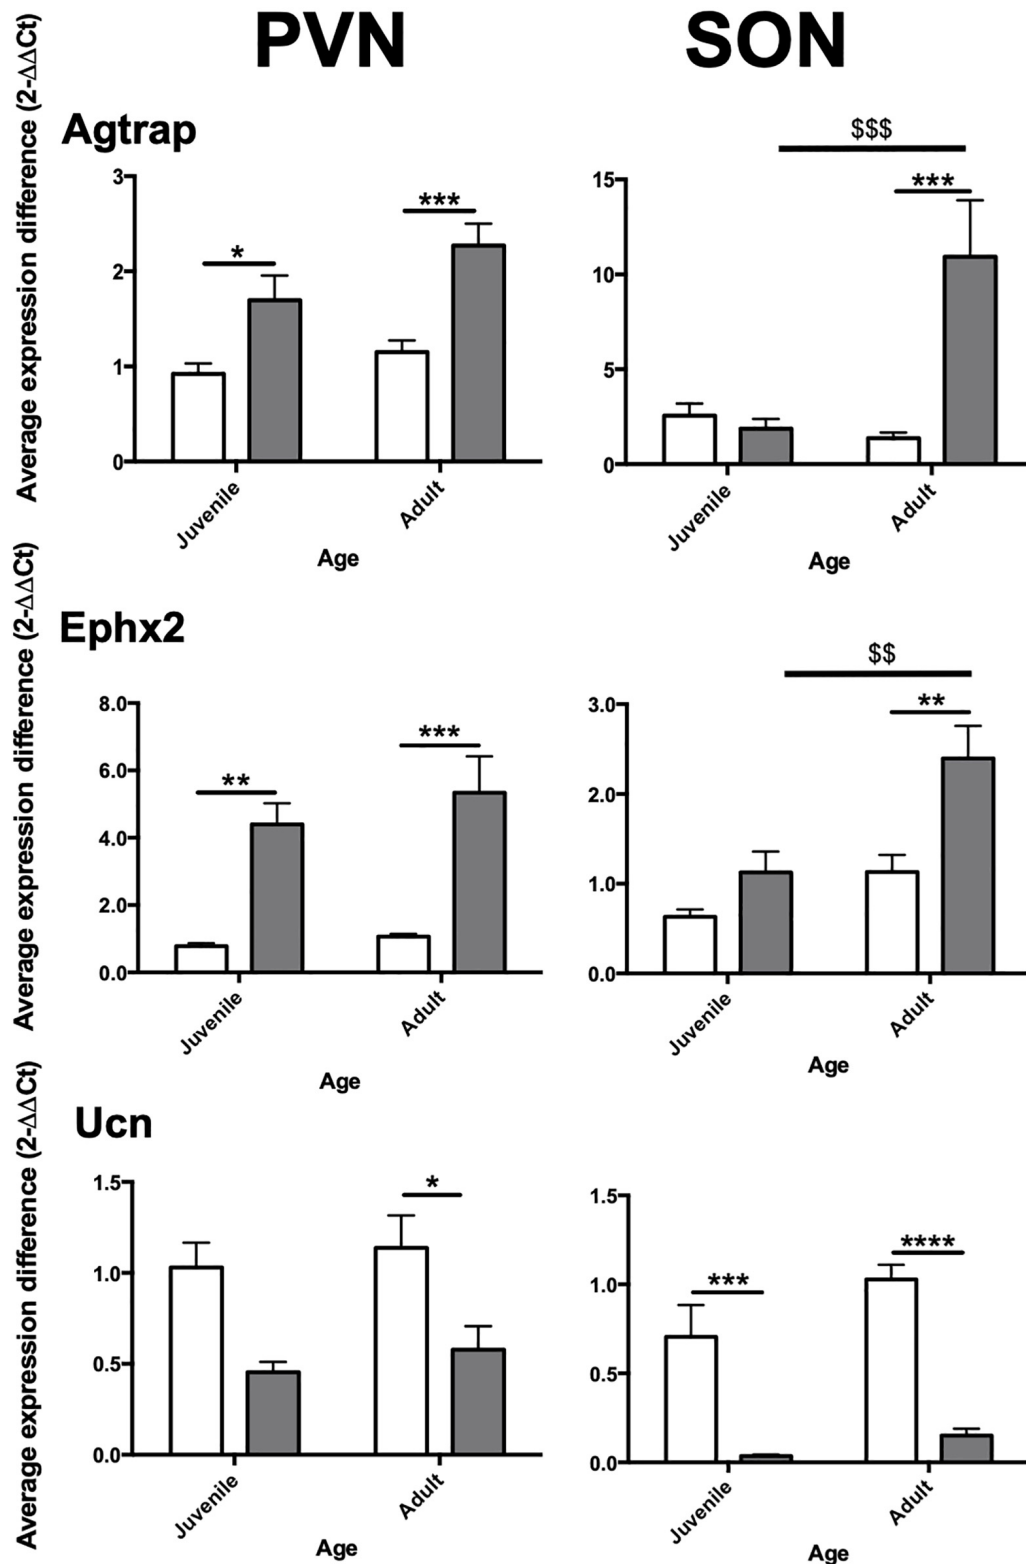 PVN
SON
Average expression difference (2-ΔΔCt)
Agtrap
3
2
1
0
*
***
Juvenile
Adult
Age
15
10
5
0
$$$
***
Juvenile
Adult
Age
Average expression difference (2-ΔΔCt)
Ephx2
8.0
6.0
4.0
2.0
0.0
**
***
Juvenile
Adult
Age
3.0
2.0
1.0
0.0
$$
**
Juvenile
Adult
Age
Average expression difference (2-ΔΔCt)
Ucn
1.5
1.0
0.5
0.0
*
Juvenile
Adult
Age
1.5
1.0
0.5
0.0
***
****
Juvenile
Adult
Age